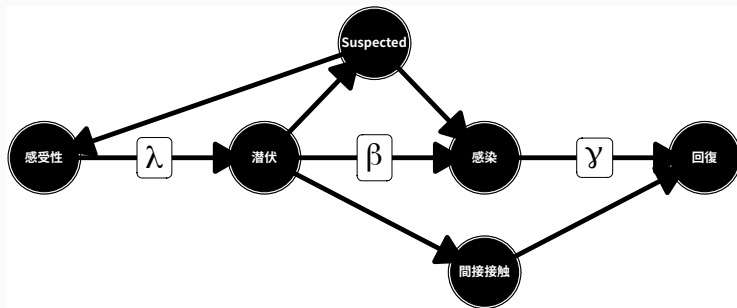 Suspected
感受性
λ
潜伏
β
感染
γ
回復
間接接触